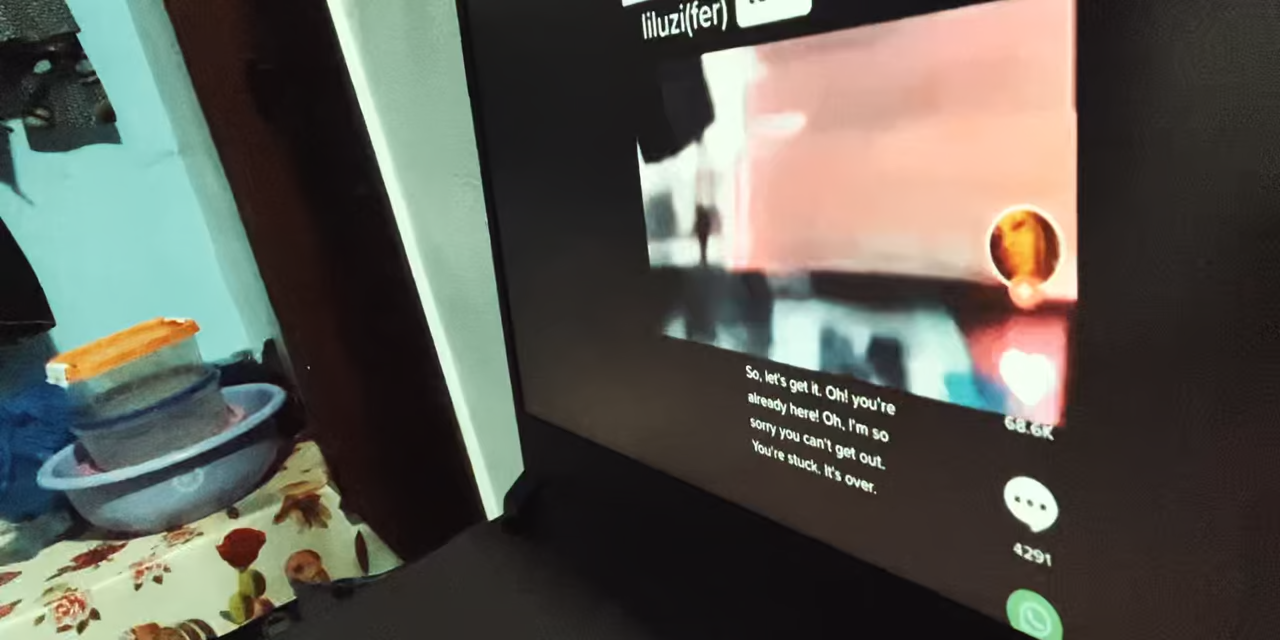 liluzi(fer)
So, let's get it. Oh! you're
already here! Oh, I'm so
sorry you can't get out.
You're stuck. It's over.
68.6K
4291